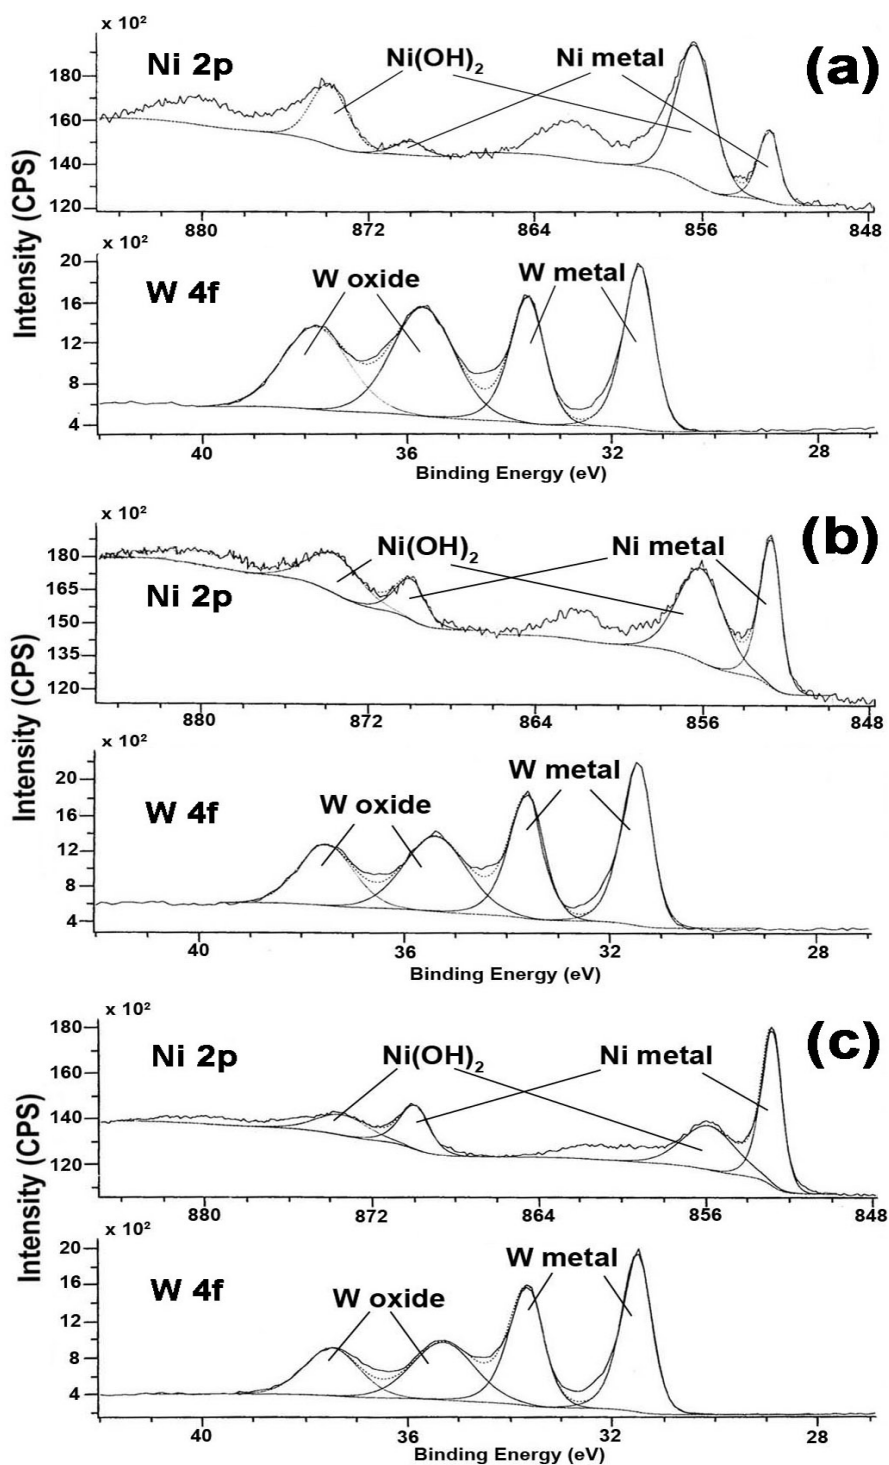 x 10²
Ni 2p
Ni(OH)₂
Ni metal
(a)
180
160
140
120
880
872
864
856
848
Intensity (CPS)
x 10²
W 4f
W oxide
W metal
20
16
12
8
4
40
36
32
28
Binding Energy (eV)
x 10²
Ni 2p
Ni(OH)₂
Ni metal
(b)
180
165
150
135
120
880
872
864
856
848
Intensity (CPS)
x 10²
W 4f
W oxide
W metal
20
16
12
8
4
40
36
32
28
Binding Energy (eV)
x 10²
Ni 2p
Ni(OH)₂
Ni metal
(c)
180
160
140
120
880
872
864
856
848
Intensity (CPS)
x 10²
W 4f
W oxide
W metal
20
16
12
8
4
40
36
32
28
Binding Energy (eV)